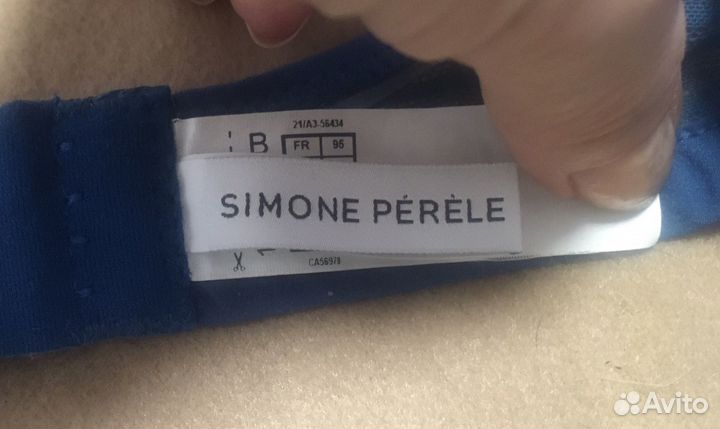 21/A3-56434
B FR 95
SIMONE PÉRÈLE
CA56979
Avito